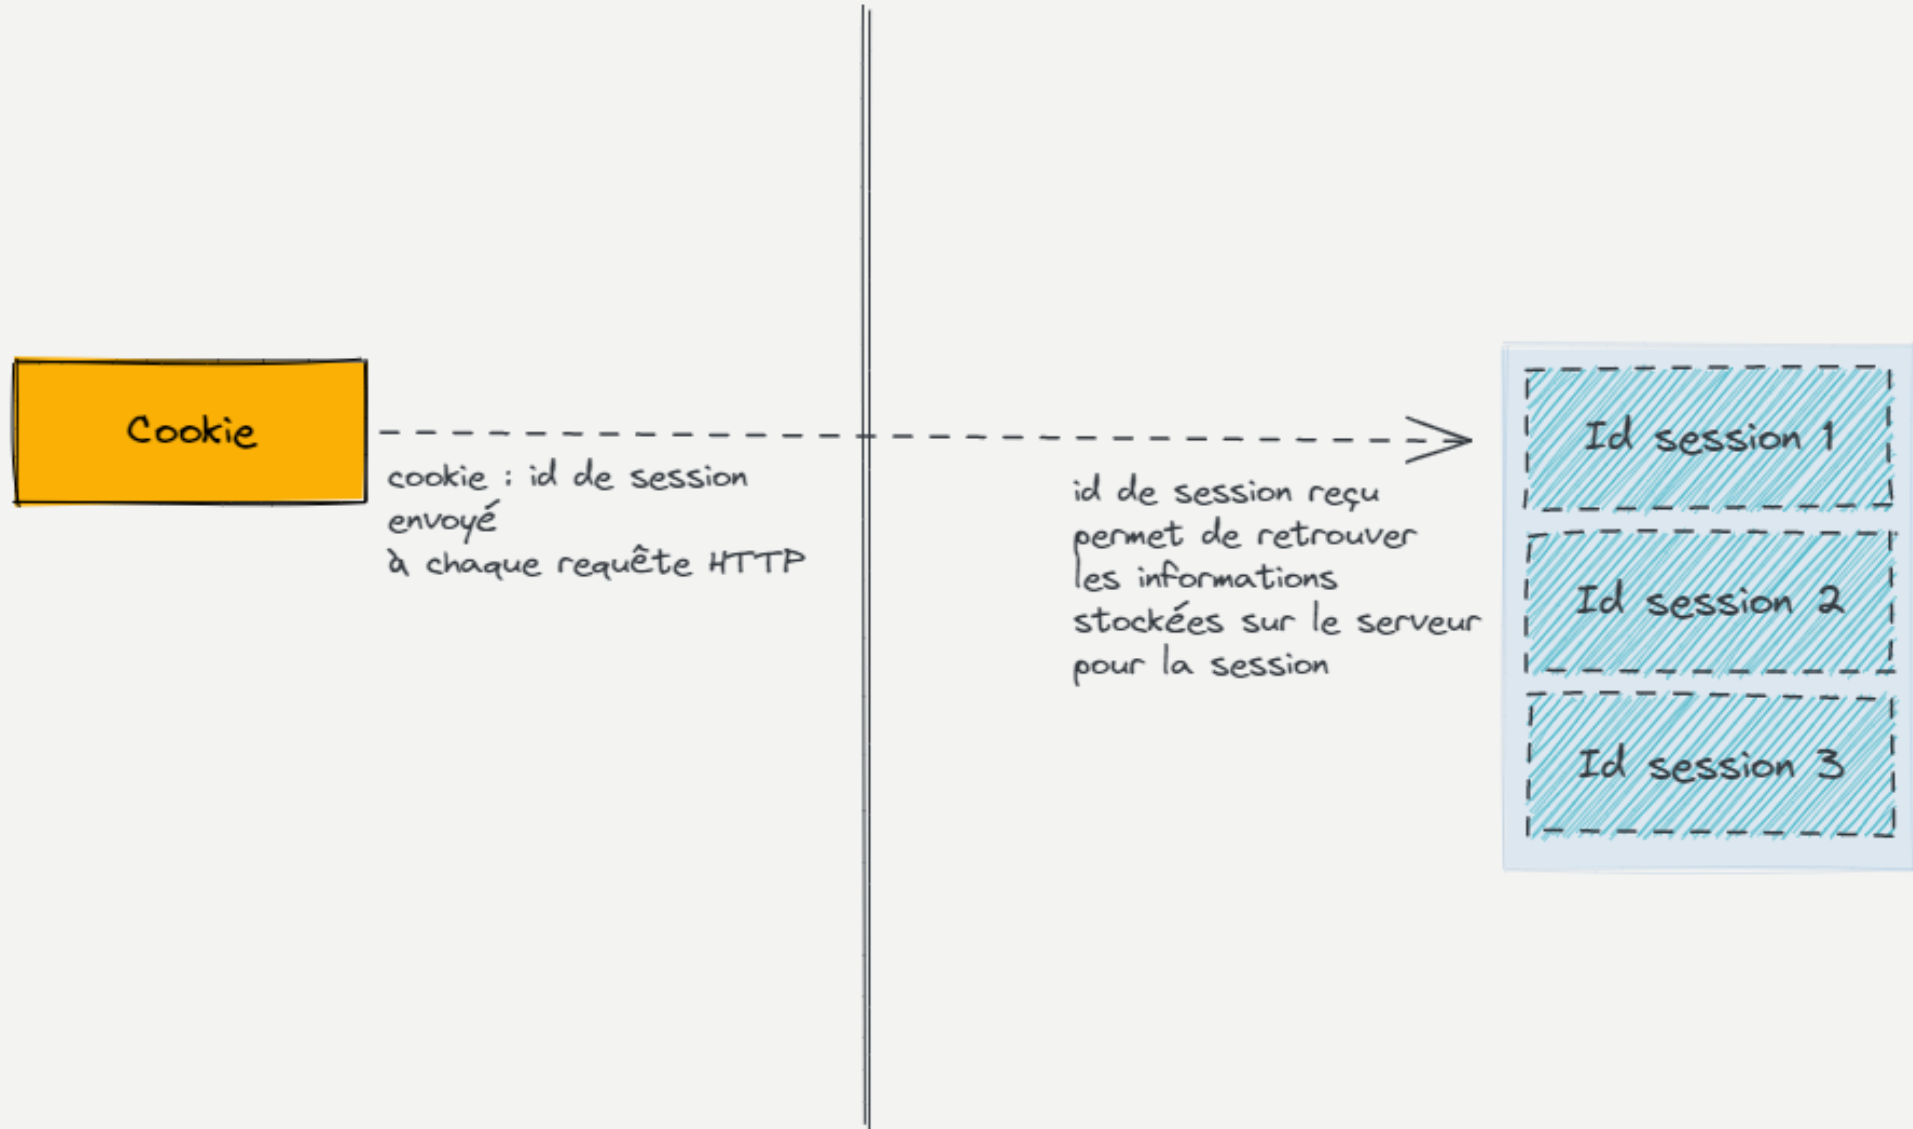 Cookie
cookie : id de session
envoyé
à chaque requête HTTP
id de session reçu
permet de retrouver
les informations
stockées sur le serveur
pour la session
Id session 1
Id session 2
Id session 3